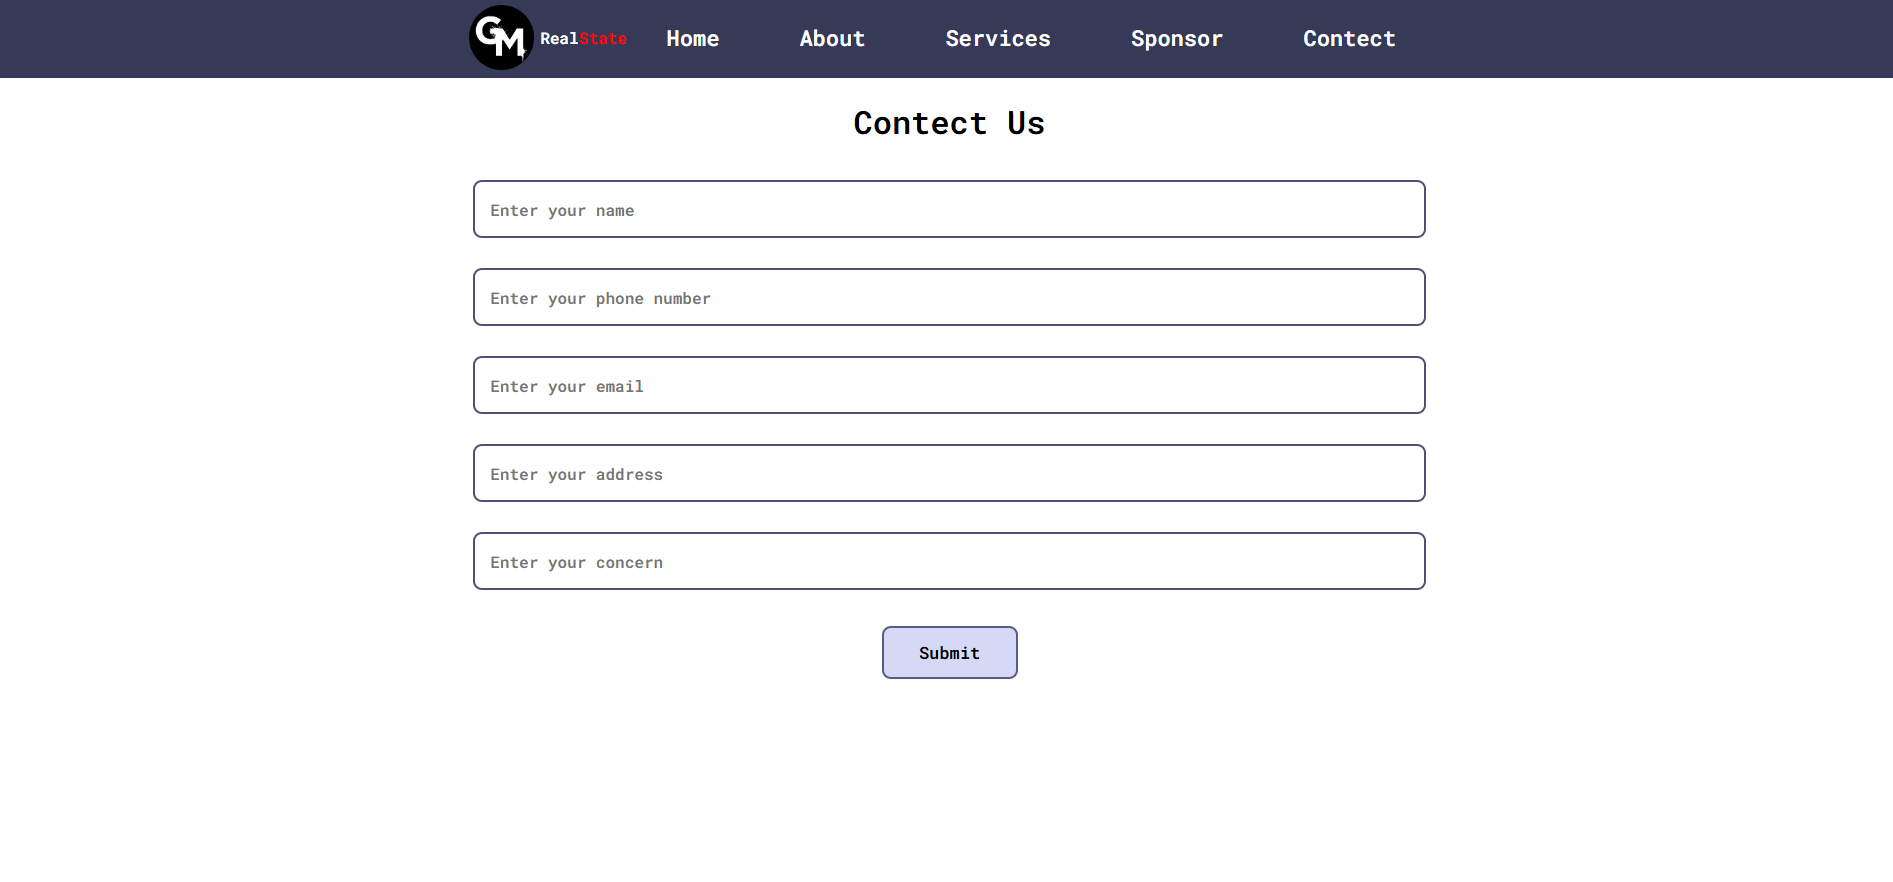 GM RealState Home About Services Sponsor Contect
Contect Us
Enter your name
Enter your phone number
Enter your email
Enter your address
Enter your concern
Submit